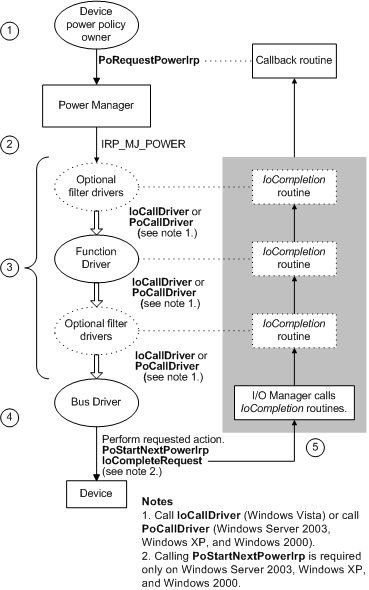 1
Device
power policy
owner
PoRequestPowerIrp
Callback routine
Power Manager
2
IRP_MJ_POWER
Optional
filter drivers
IoCompletion
routine
IoCallDriver or
PoCallDriver
(see note 1.)
3
Function
Driver
IoCompletion
routine
IoCallDriver or
PoCallDriver
(see note 1.)
Optional filter
drivers
IoCompletion
routine
IoCallDriver or
PoCallDriver
(see note 1.)
4
Bus Driver
I/O Manager calls
IoCompletion routines.
Perform requested action.
PoStartNextPowerIrp
IoCompleteRequest
(see note 2.)
5
Device
Notes
1. Call IoCallDriver (Windows Vista) or call
PoCallDriver (Windows Server 2003,
Windows XP, and Windows 2000).
2. Calling PoStartNextPowerIrp is required
only on Windows Server 2003, Windows XP,
and Windows 2000.